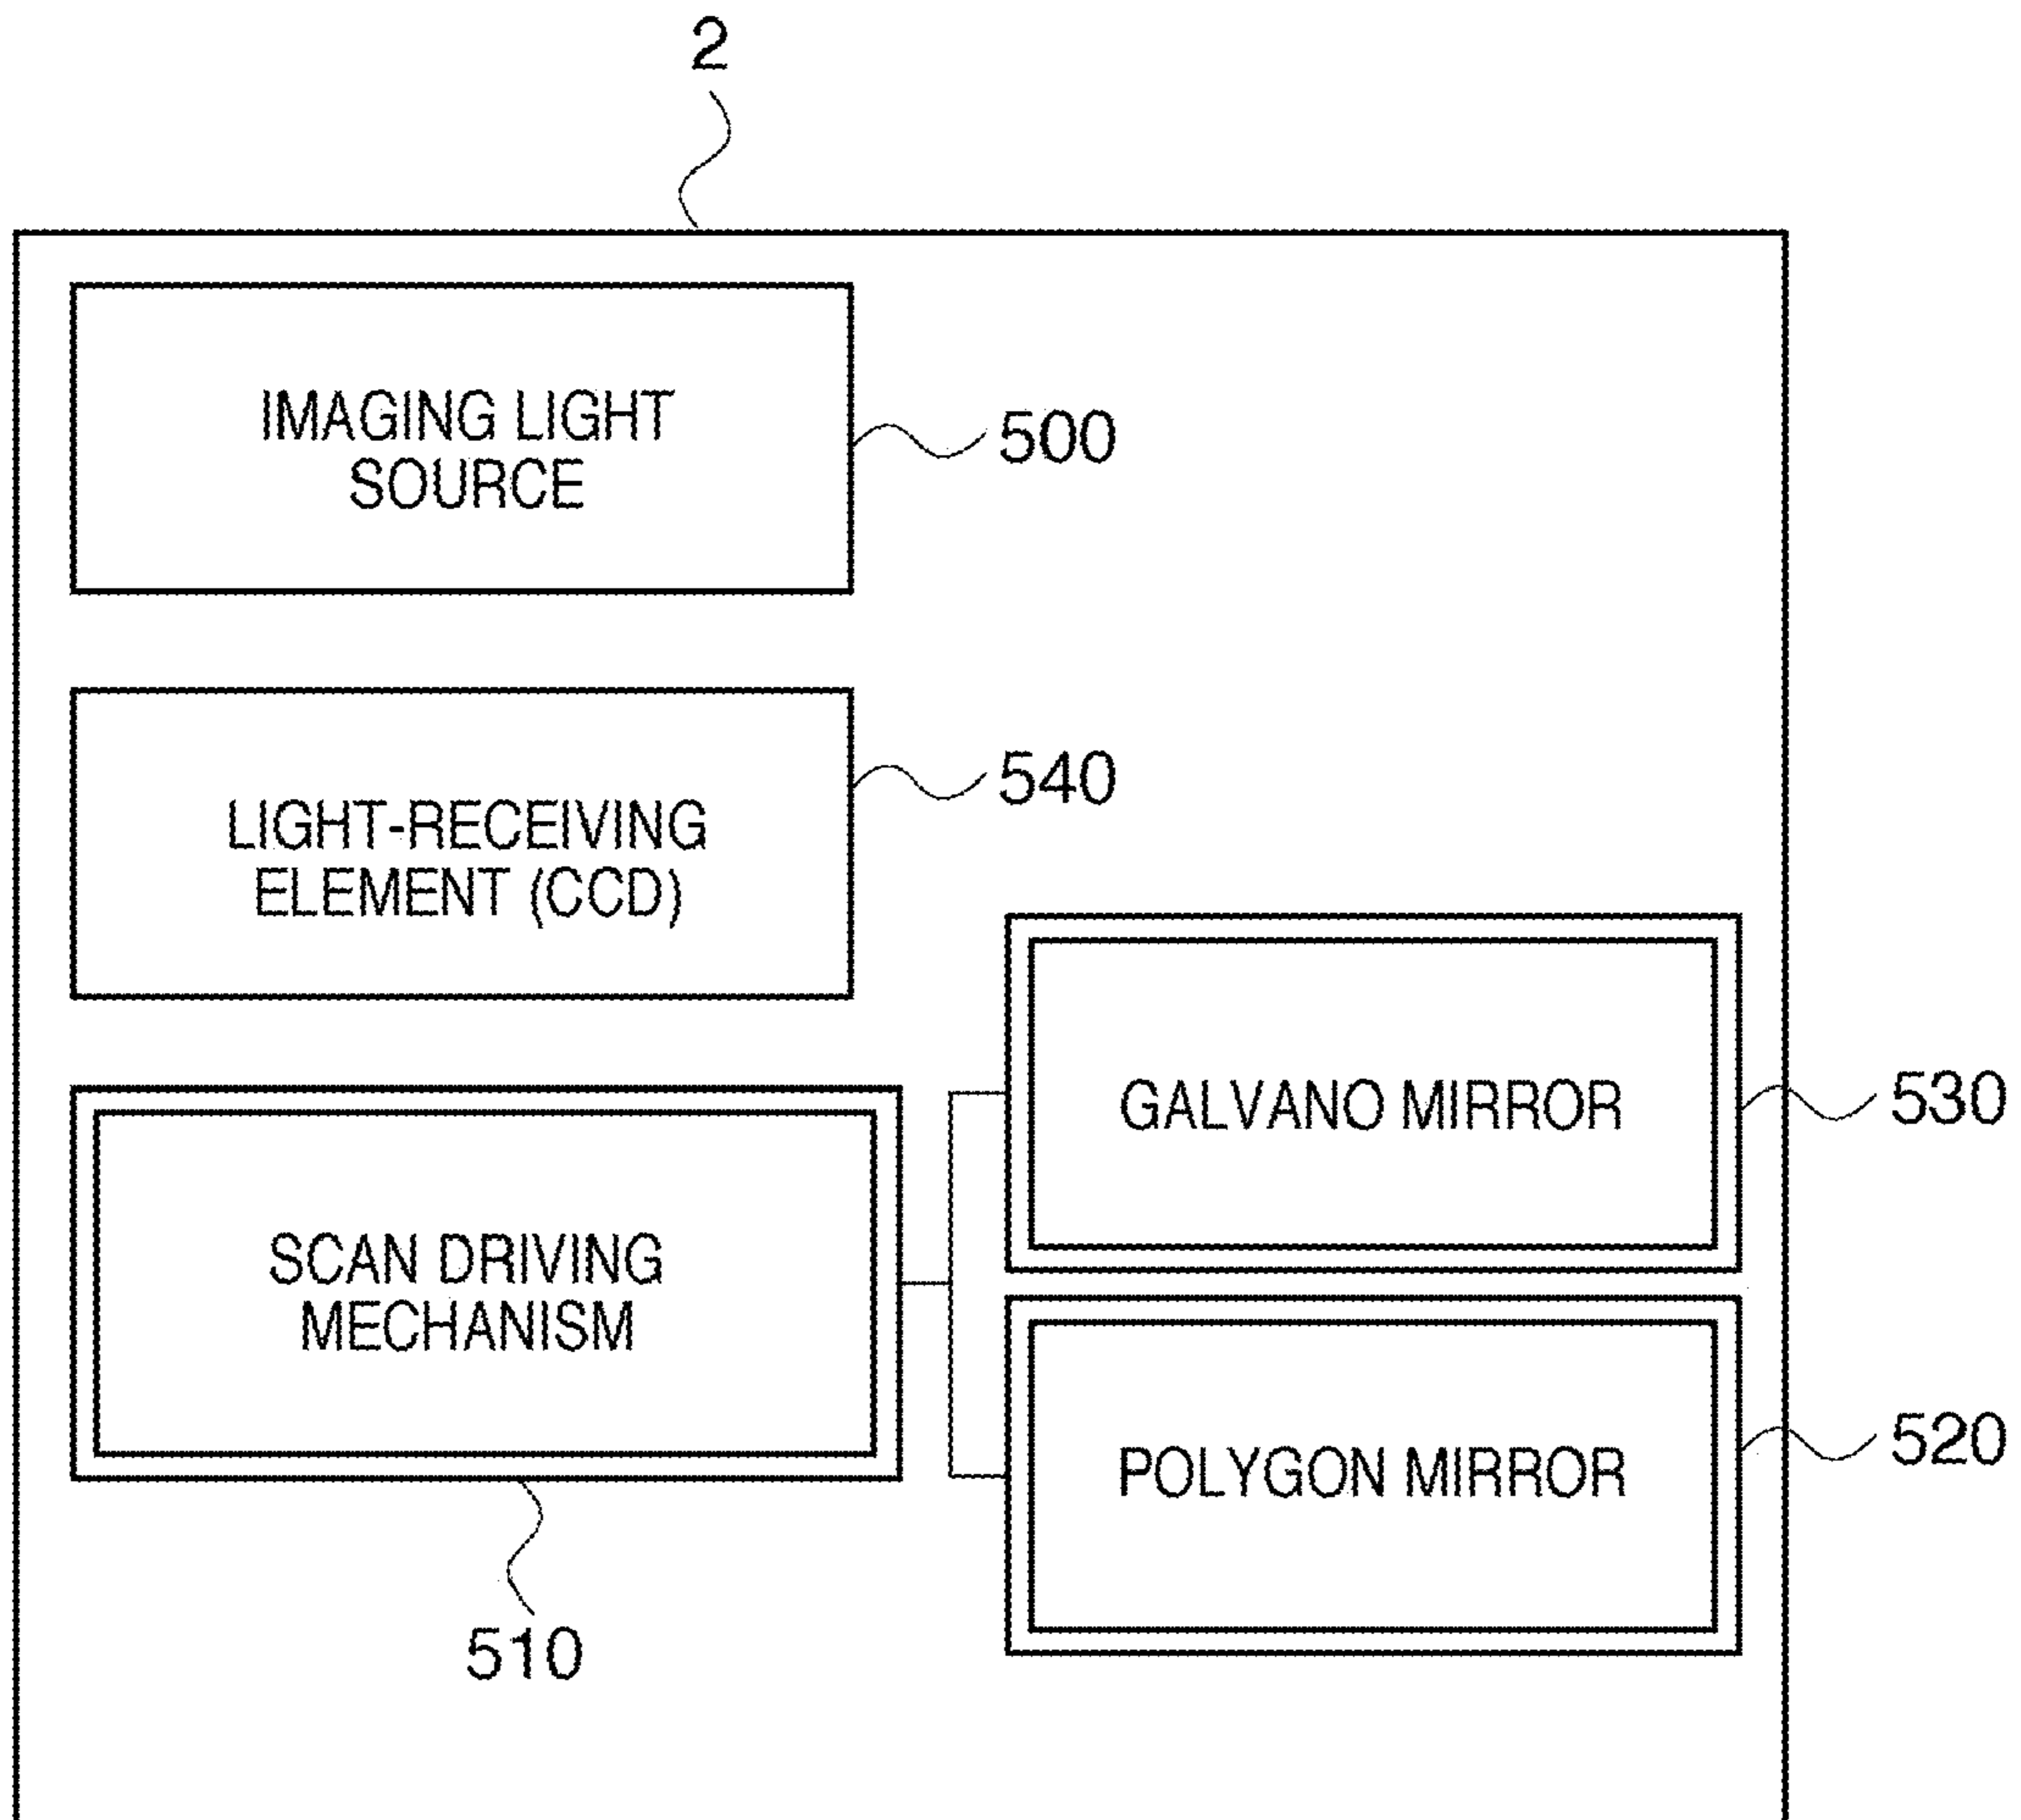 2
IMAGING LIGHT
SOURCE
500
LIGHT-RECEIVING
ELEMENT (CCD)
540
GALVANO MIRROR
530
SCAN DRIVING
MECHANISM
510
POLYGON MIRROR
520